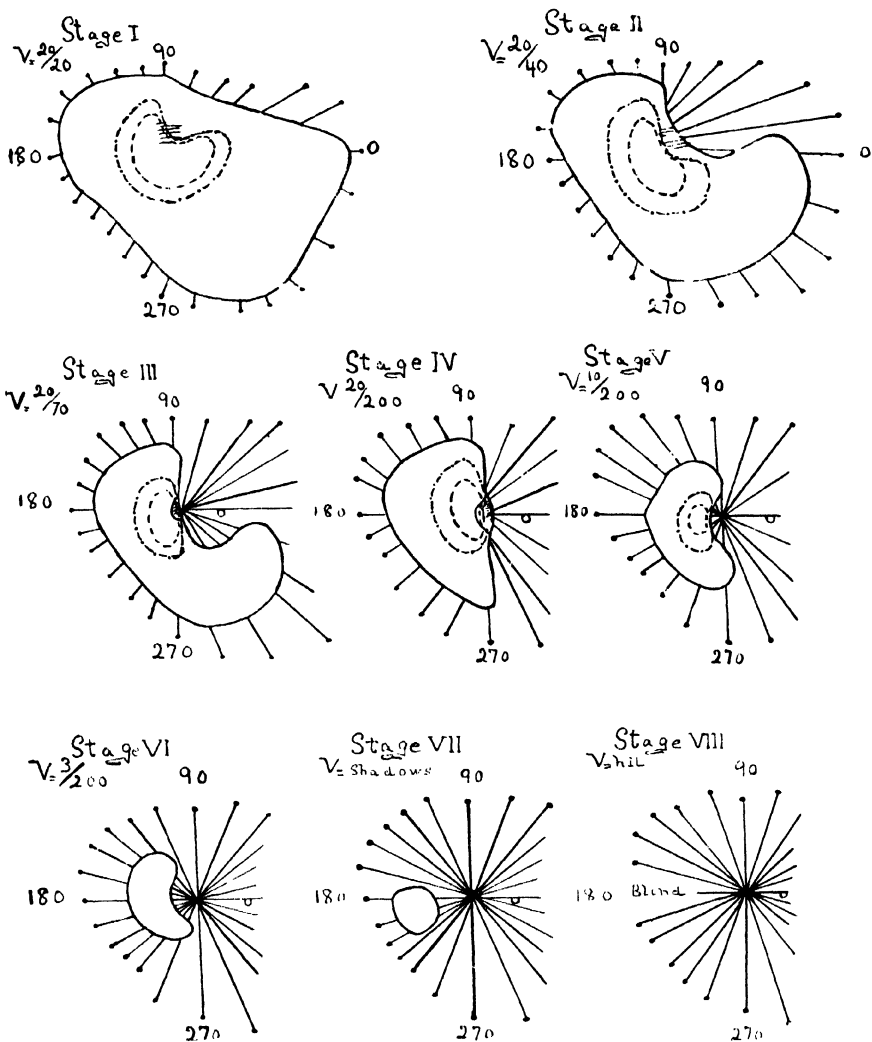 Stage I
V=20/20
90
180
0
270
Stage II
V=20/40
90
180
0
270
Stage III
V=20/70
90
180
0
270
Stage IV
V 20/200
90
180
0
270
Stage V
V=10/200
90
180
0
270
Stage VI
V=3/200
90
180
0
270
Stage VII
V= Shadows
90
180
0
270
Stage VIII
V=nil
90
180 Blind
0
270